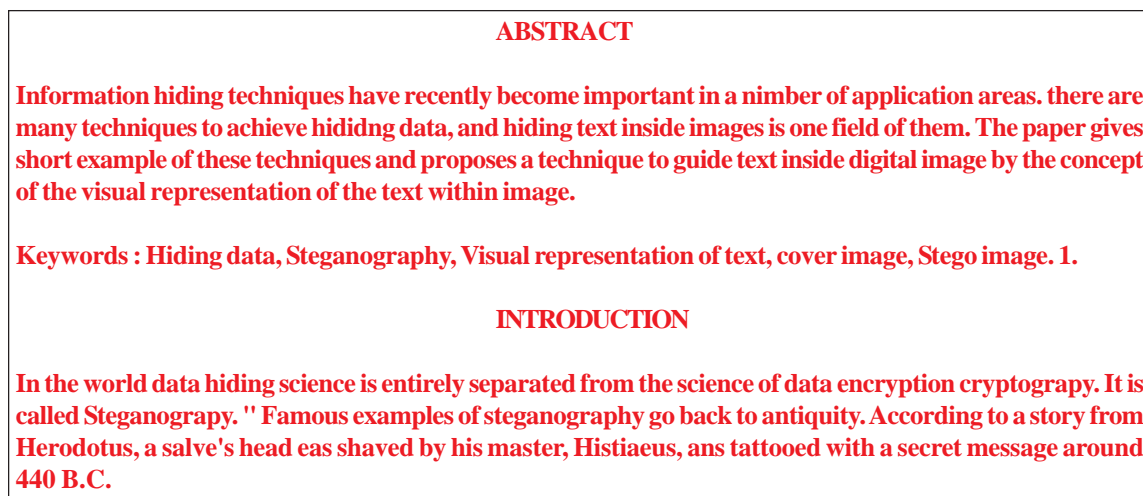 ABSTRACT
Information hiding techniques have recently become important in a nimber of application areas. there are
many techniques to achieve hididng data, and hiding text inside images is one field of them. The paper gives
short example of these techniques and proposes a technique to guide text inside digital image by the concept
of the visual representation of the text within image.
Keywords : Hiding data, Steganography, Visual representation of text, cover image, Stego image. 1.
INTRODUCTION
In the world data hiding science is entirely separated from the science of data encryption cryptograpy. It is
called Steganograpy. " Famous examples of steganography go back to antiquity. According to a story from
Herodotus, a salve's head eas shaved by his master, Histiaeus, ans tattooed with a secret message around
440 B.C.